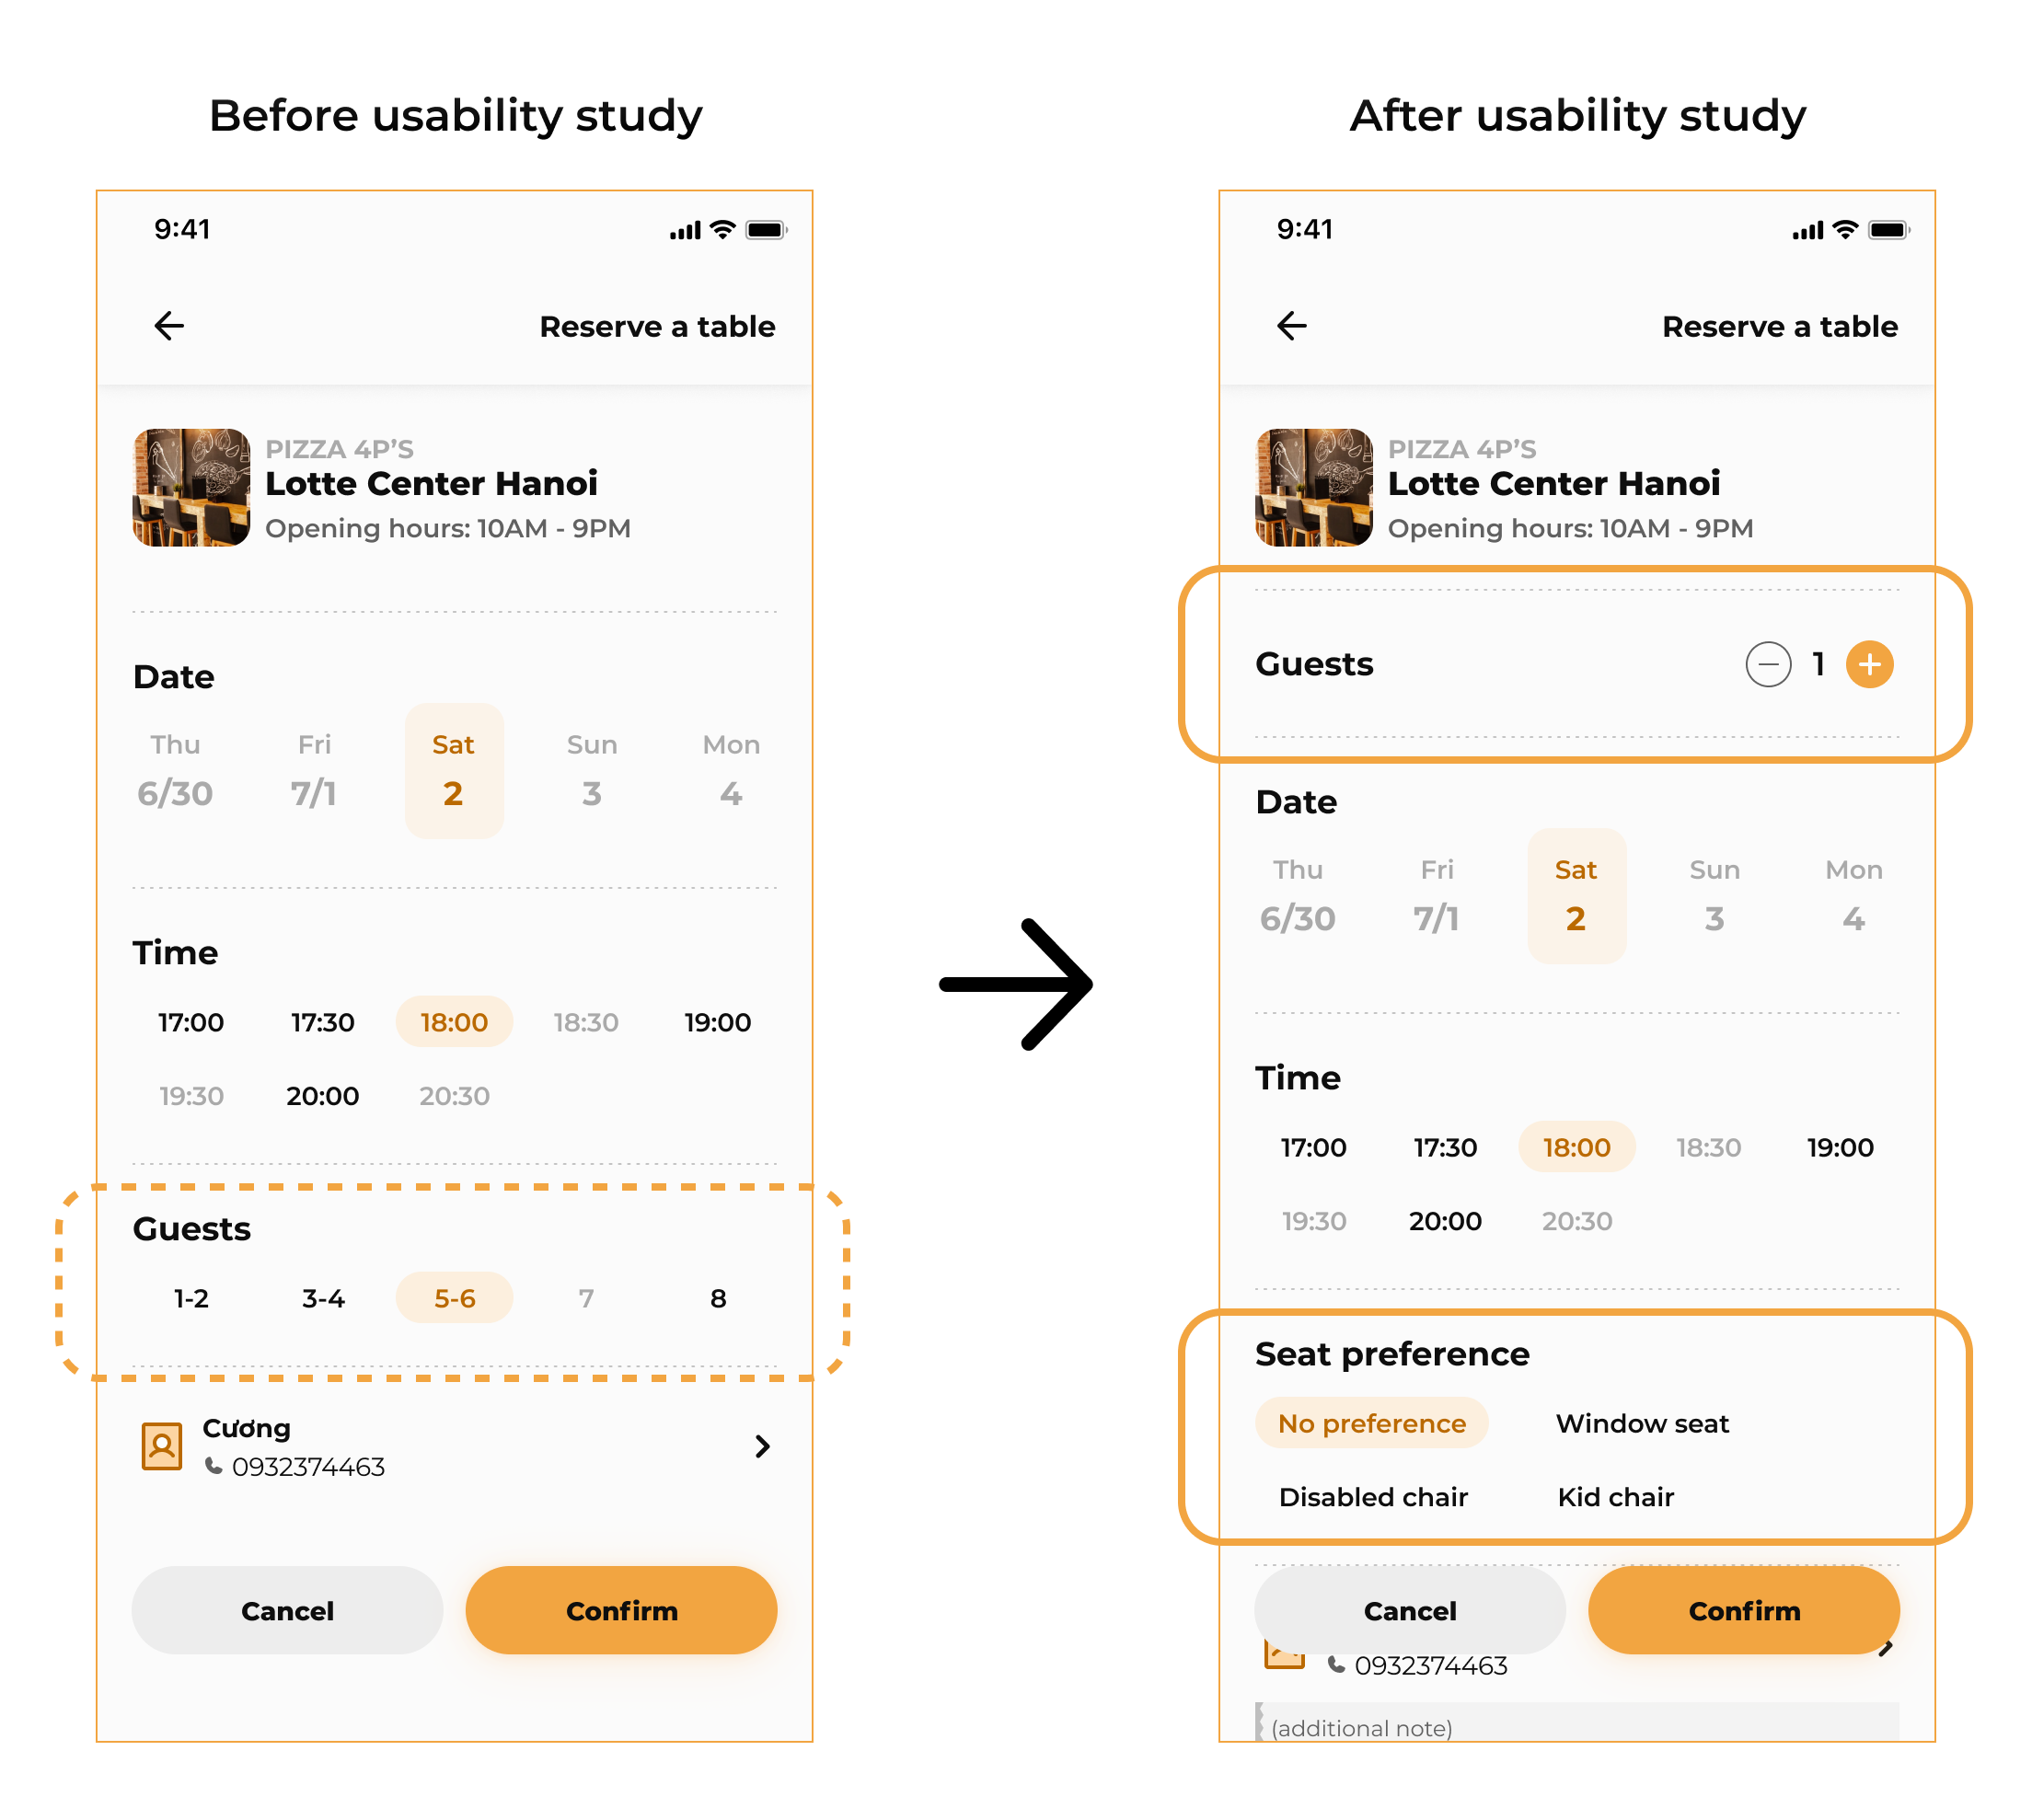 Before usability study
9:41
Reserve a table
PIZZA 4P’S
Lotte Center Hanoi
Opening hours: 10AM - 9PM
Date
Thu Fri Sat Sun Mon
6/30 7/1 2 3 4
Time
17:00 17:30 18:00 18:30 19:00
19:30 20:00 20:30
Guests
1-2 3-4 5-6 7 8
Cương
0932374463
Cancel Confirm
After usability study
9:41
Reserve a table
PIZZA 4P’S
Lotte Center Hanoi
Opening hours: 10AM - 9PM
Guests 1
Date
Thu Fri Sat Sun Mon
6/30 7/1 2 3 4
Time
17:00 17:30 18:00 18:30 19:00
19:30 20:00 20:30
Seat preference
No preference Window seat
Disabled chair Kid chair
Cancel Confirm
0932374463
(additional note)